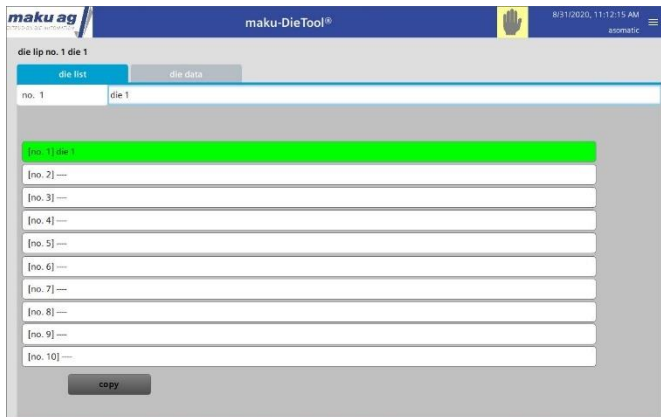 maku ag
maku-DieTool®
8/31/2020, 11:12:15 AM
asomatic
die lip no. 1 die 1
die list
die data
no. 1
die 1
[no. 1] die 1
[no. 2] ---
[no. 3] ---
[no. 4] ---
[no. 5] ---
[no. 6] ---
[no. 7] ---
[no. 8] ---
[no. 9] ---
[no. 10] ---
copy